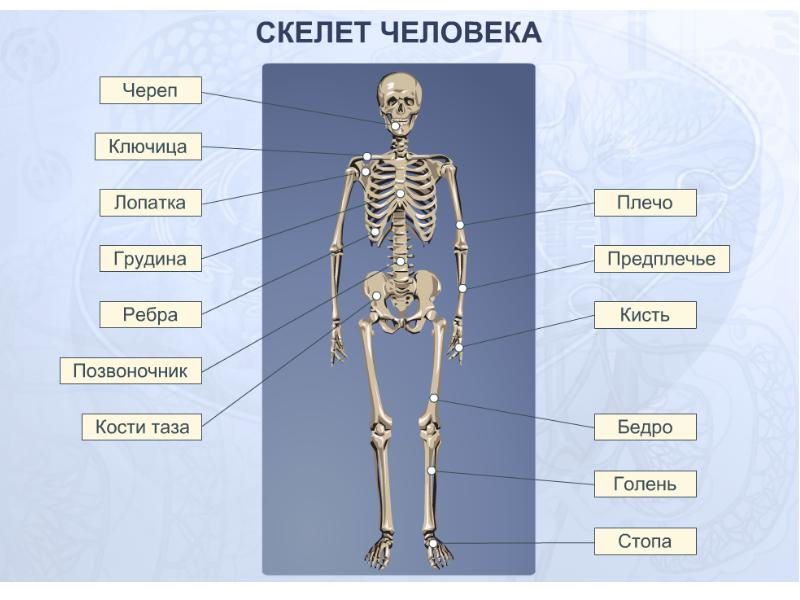 СКЕЛЕТ ЧЕЛОВЕКА
Череп
Ключица
Лопатка
Грудина
Ребра
Позвоночник
Кости таза
Плечо
Предплечье
Кисть
Бедро
Голень
Стопа